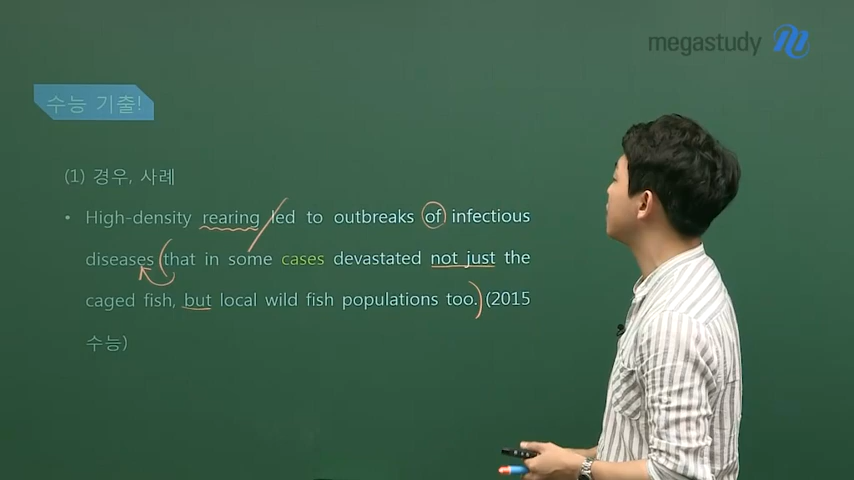 megastudy
수능 기출!
(1) 경우, 사례
• High-density rearing led to outbreaks of infectious
diseases that in some cases devastated not just the
caged fish, but local wild fish populations too. (2015
수능)